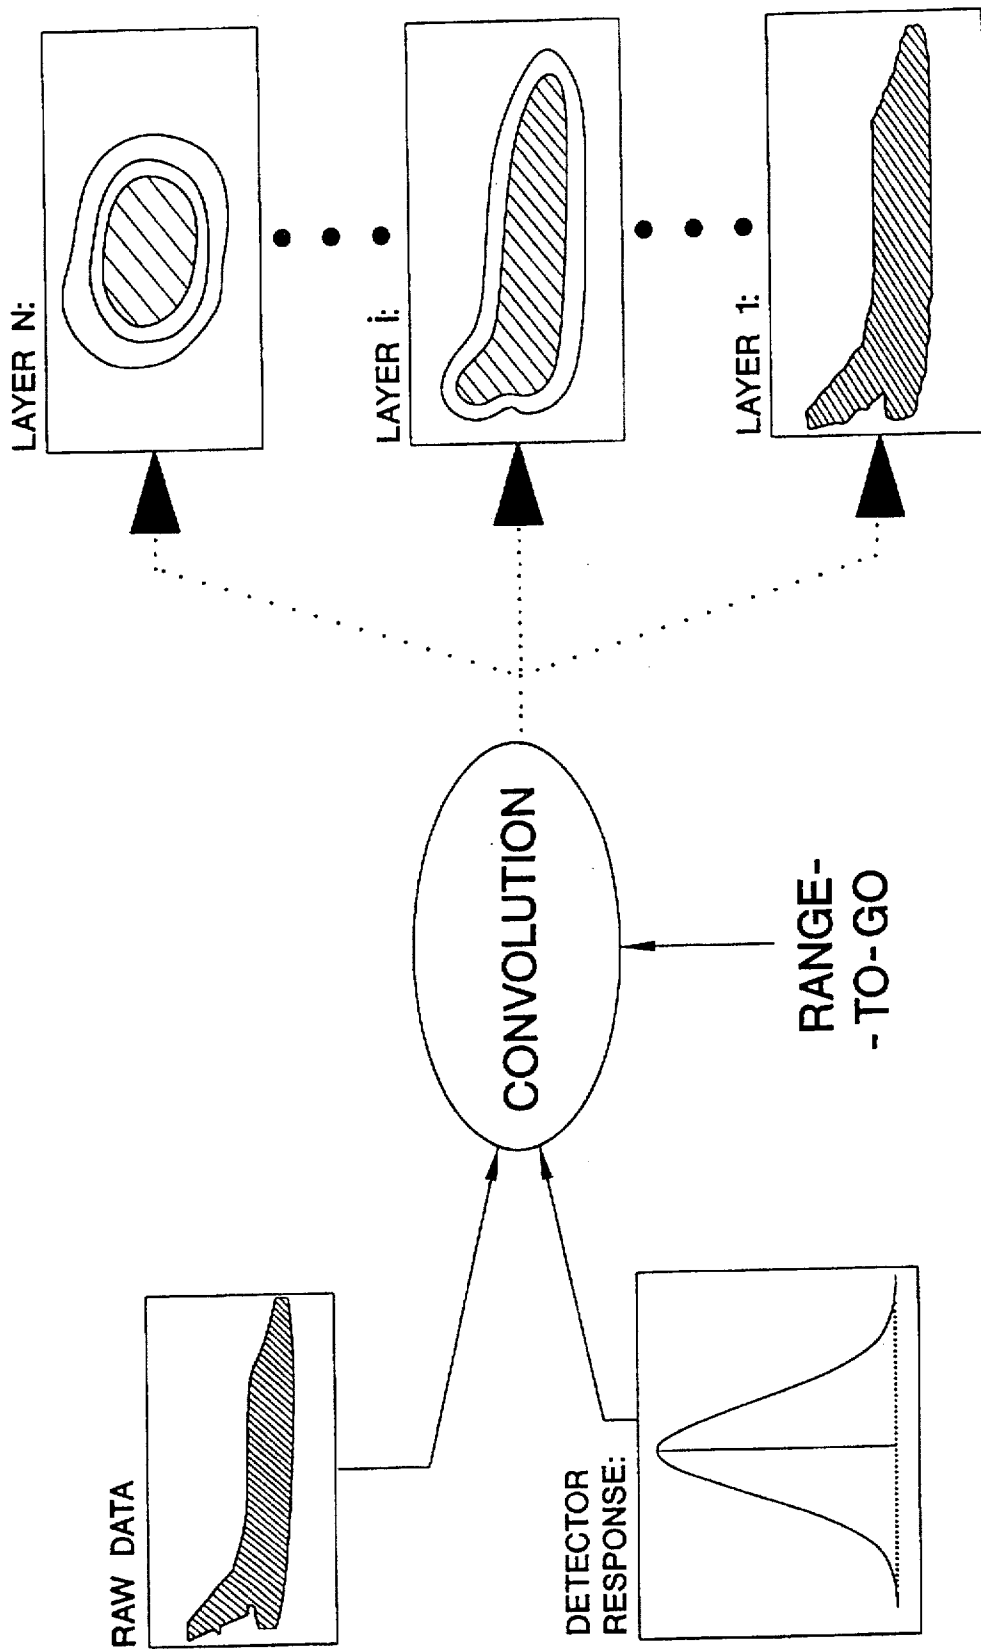 RAW DATA
DETECTOR
RESPONSE:
CONVOLUTION
RANGE-
-TO-GO
LAYER N:
LAYER i:
LAYER 1: